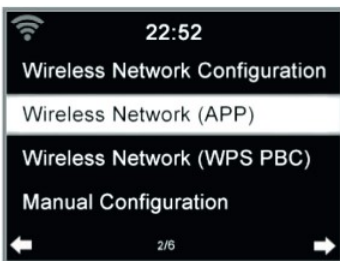 22:52
Wireless Network Configuration
Wireless Network (APP)
Wireless Network (WPS PBC)
Manual Configuration
2/6